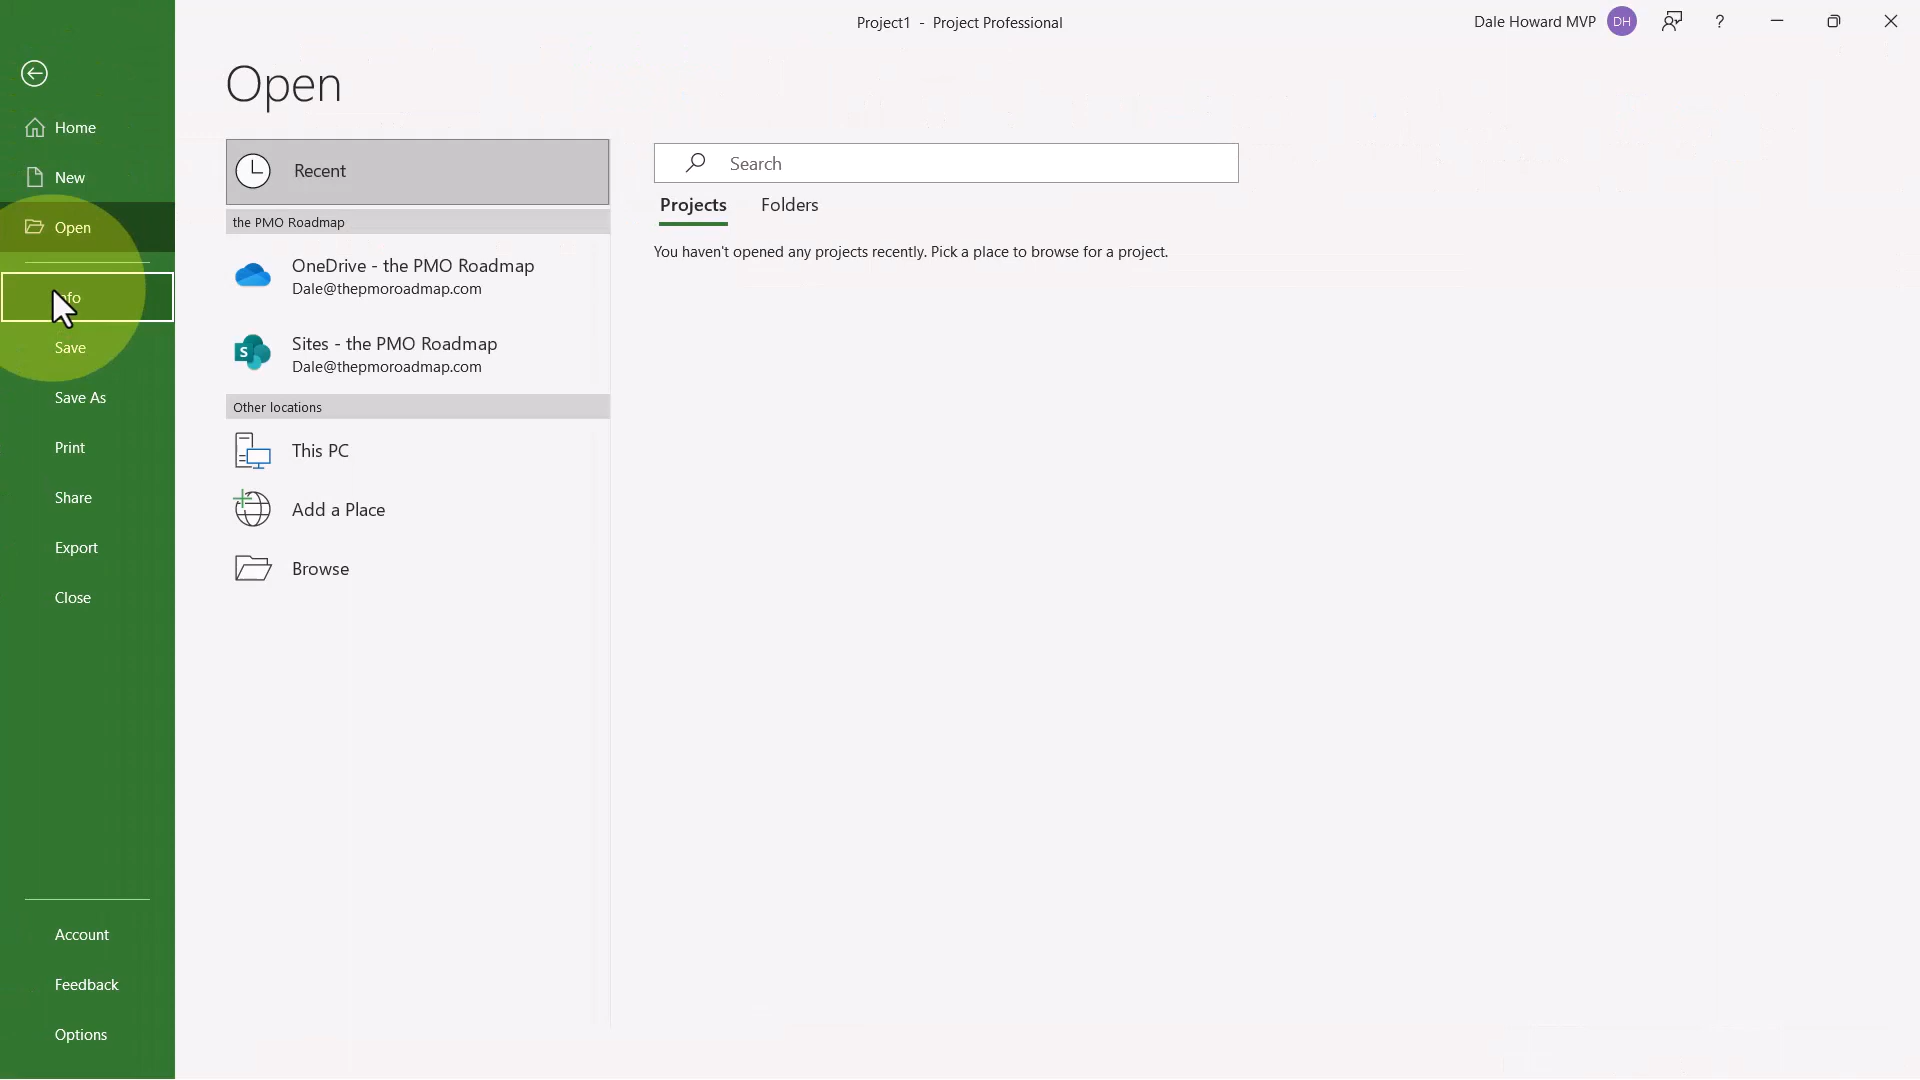 Project1 - Project Professional
Dale Howard MVP
DH
?
Home
New
Open
Save
Save As
Print
Share
Export
Close
Account
Feedback
Options
Open
Recent
the PMO Roadmap
OneDrive - the PMO Roadmap
Dale@thepmoroadmap.com
S
Sites - the PMO Roadmap
Dale@thepmoroadmap.com
Other locations
This PC
Add a Place
Browse
Search
Projects Folders
You haven't opened any projects recently. Pick a place to browse for a project.